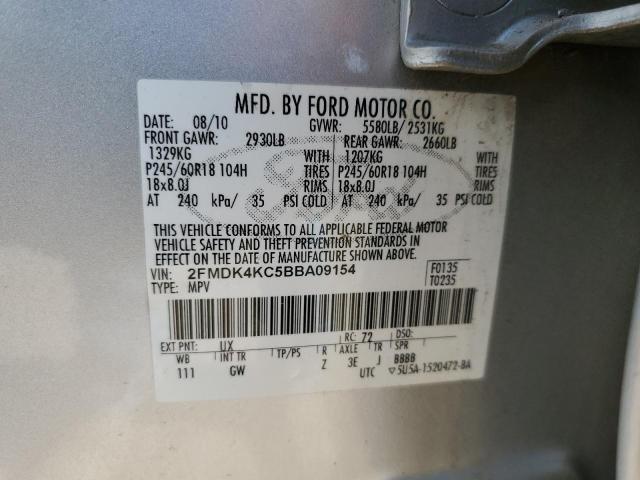 MFD. BY FORD MOTOR CO.
DATE: 08/10 GVWR: 5580LB/ 2531KG
FRONT GAWR: 2930LB REAR GAWR: 2660LB
1329KG WITH 1207KG WITH
P245/60R18 104H TIRES P245/60R18 104H TIRES
18x8.0J RIMS 18x8.0J RIMS
AT 240 kPa/ 35 PSI COLD AT 240 kPa/ 35 PSI COLD
Ford
THIS VEHICLE CONFORMS TO ALL APPLICABLE FEDERAL MOTOR
VEHICLE SAFETY AND THEFT PREVENTION STANDARDS IN
EFFECT ON THE DATE OF MANUFACTURE SHOWN ABOVE.
VIN: 2FMDK4KC5BBA09154 F0135
TYPE: MPV T0235
EXT PNT: UX RC: 72 DSO:
WB INT TR TP/PS R AXLE TR SPR
111 GW Z 3E J BBBB
UTC ▽5U5A-1520472-BA